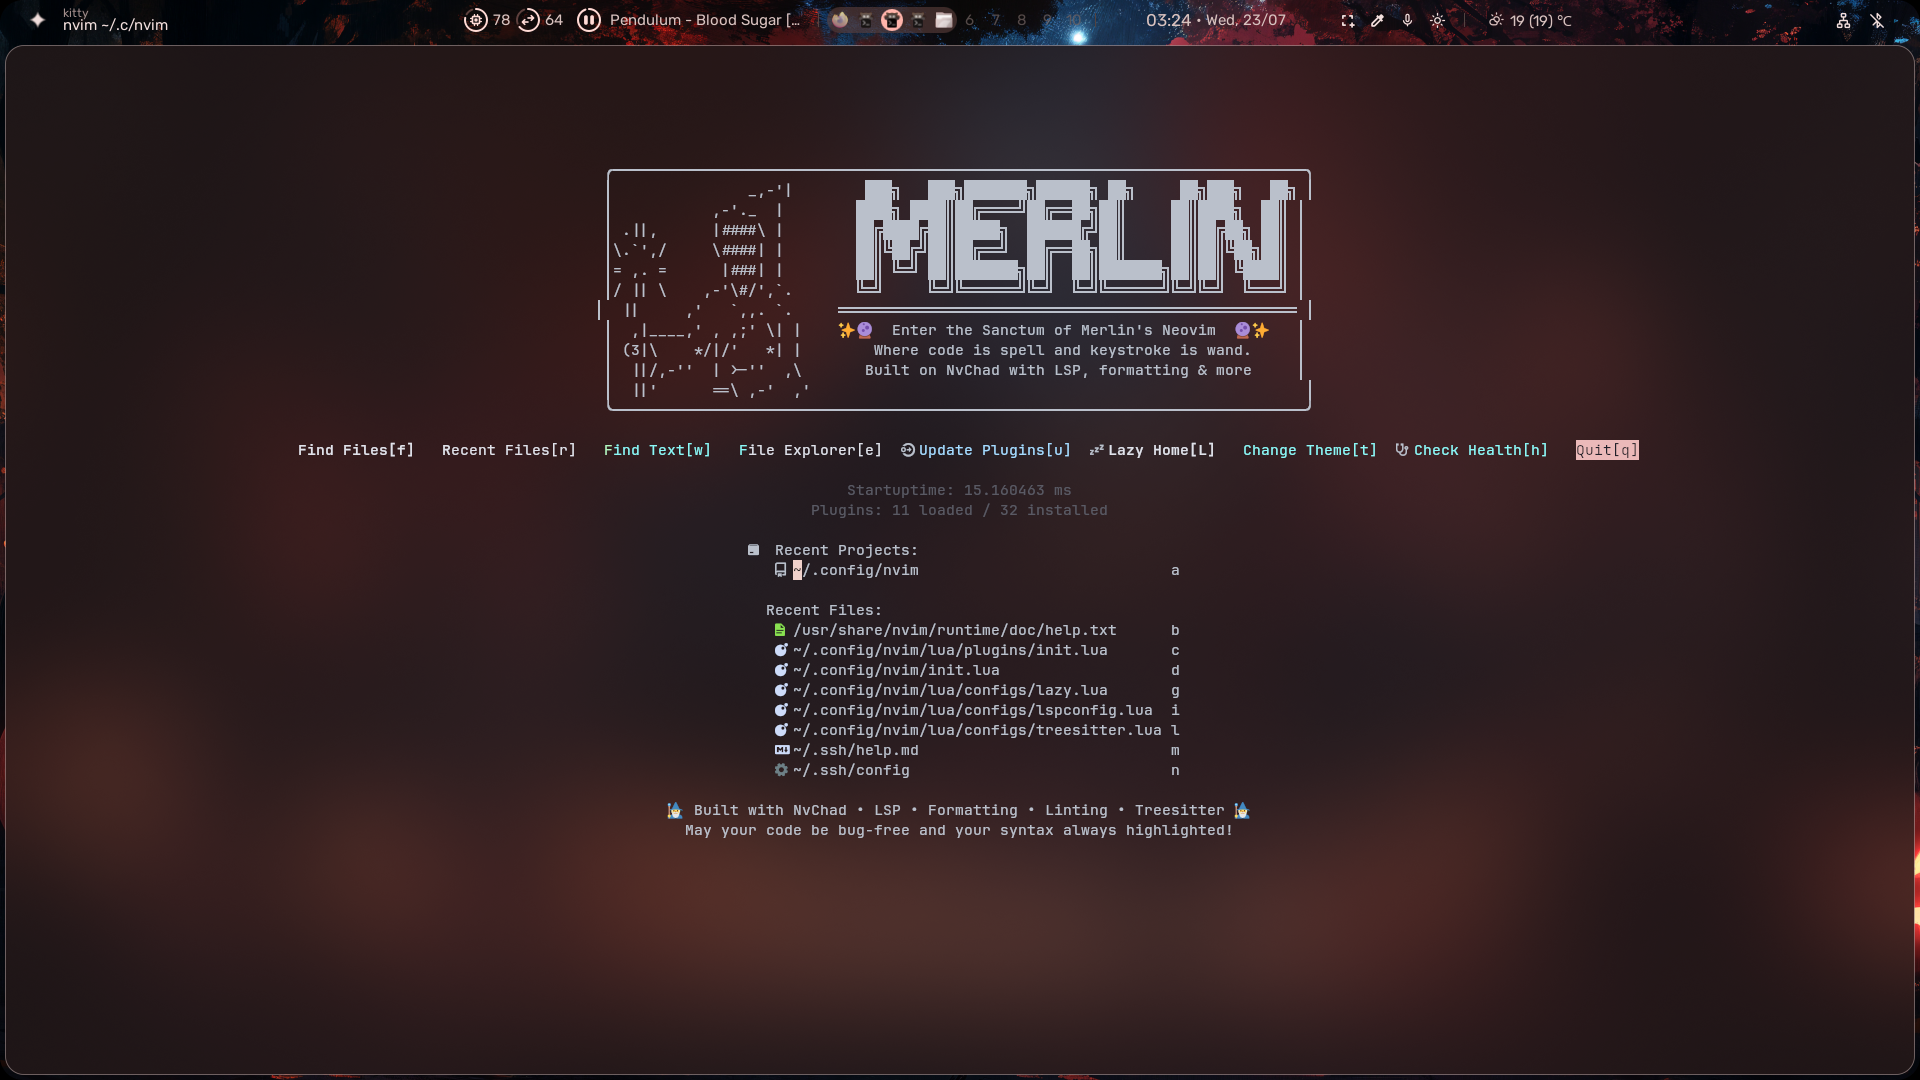 kitty
nvim ~/.c/nvim
78 64 Pendulum - Blood Sugar [… 6 7 8 9 10 03:24 • Wed, 23/07 19 (19) °C
MERLIN
✨🔮 Enter the Sanctum of Merlin's Neovim 🔮✨
Where code is spell and keystroke is wand.
Built on NvChad with LSP, formatting & more
Find Files[f] Recent Files[r] Find Text[w] File Explorer[e] Update Plugins[u] Lazy Home[L] Change Theme[t] Check Health[h] Quit[q]
Startuptime: 15.160463 ms
Plugins: 11 loaded / 32 installed
Recent Projects:
~/.config/nvim a
Recent Files:
/usr/share/nvim/runtime/doc/help.txt b
~/.config/nvim/lua/plugins/init.lua c
~/.config/nvim/init.lua d
~/.config/nvim/lua/configs/lazy.lua g
~/.config/nvim/lua/configs/lspconfig.lua i
~/.config/nvim/lua/configs/treesitter.lua l
~/.ssh/help.md m
~/.ssh/config n
🧙 Built with NvChad • LSP • Formatting • Linting • Treesitter 🧙
May your code be bug-free and your syntax always highlighted!